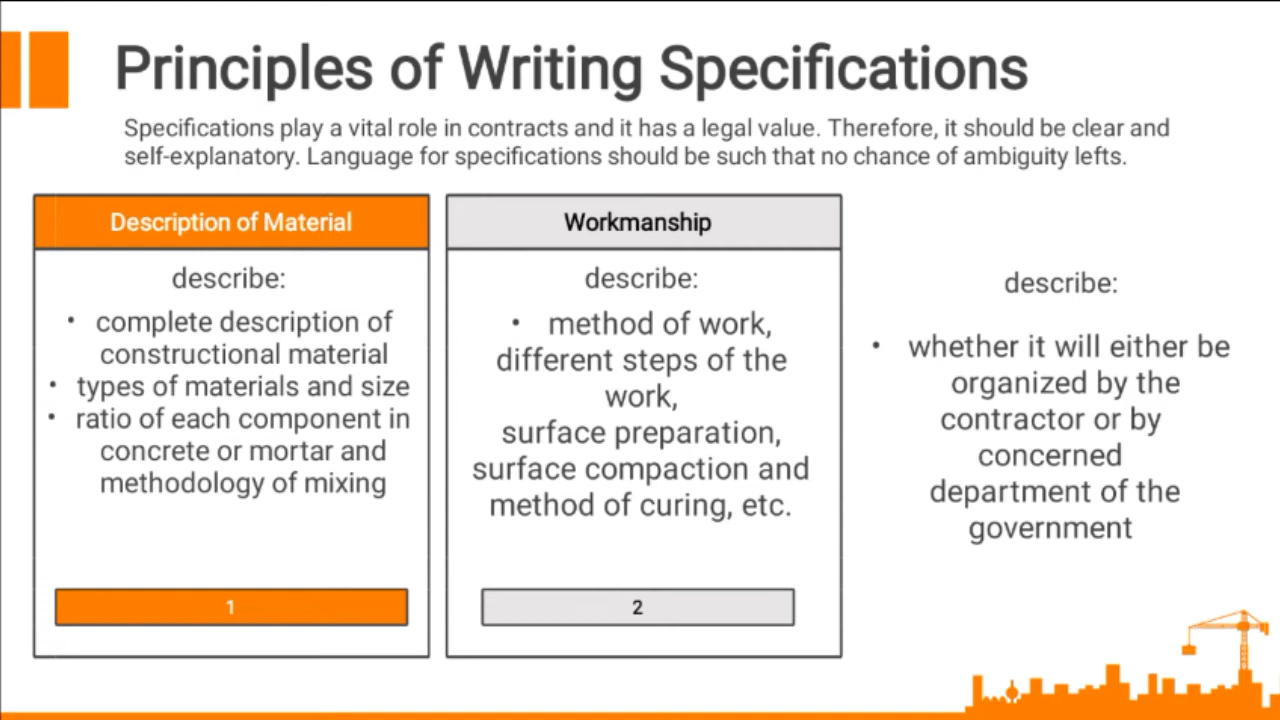 Principles of Writing Specifications
Specifications play a vital role in contracts and it has a legal value. Therefore, it should be clear and
self-explanatory. Language for specifications should be such that no chance of ambiguity lefts.
Description of Material
describe:
• complete description of
constructional material
• types of materials and size
• ratio of each component in
concrete or mortar and
methodology of mixing
1
Workmanship
describe:
• method of work,
different steps of the
work,
surface preparation,
surface compaction and
method of curing, etc.
2
describe:
• whether it will either be
organized by the
contractor or by
concerned
department of the
government